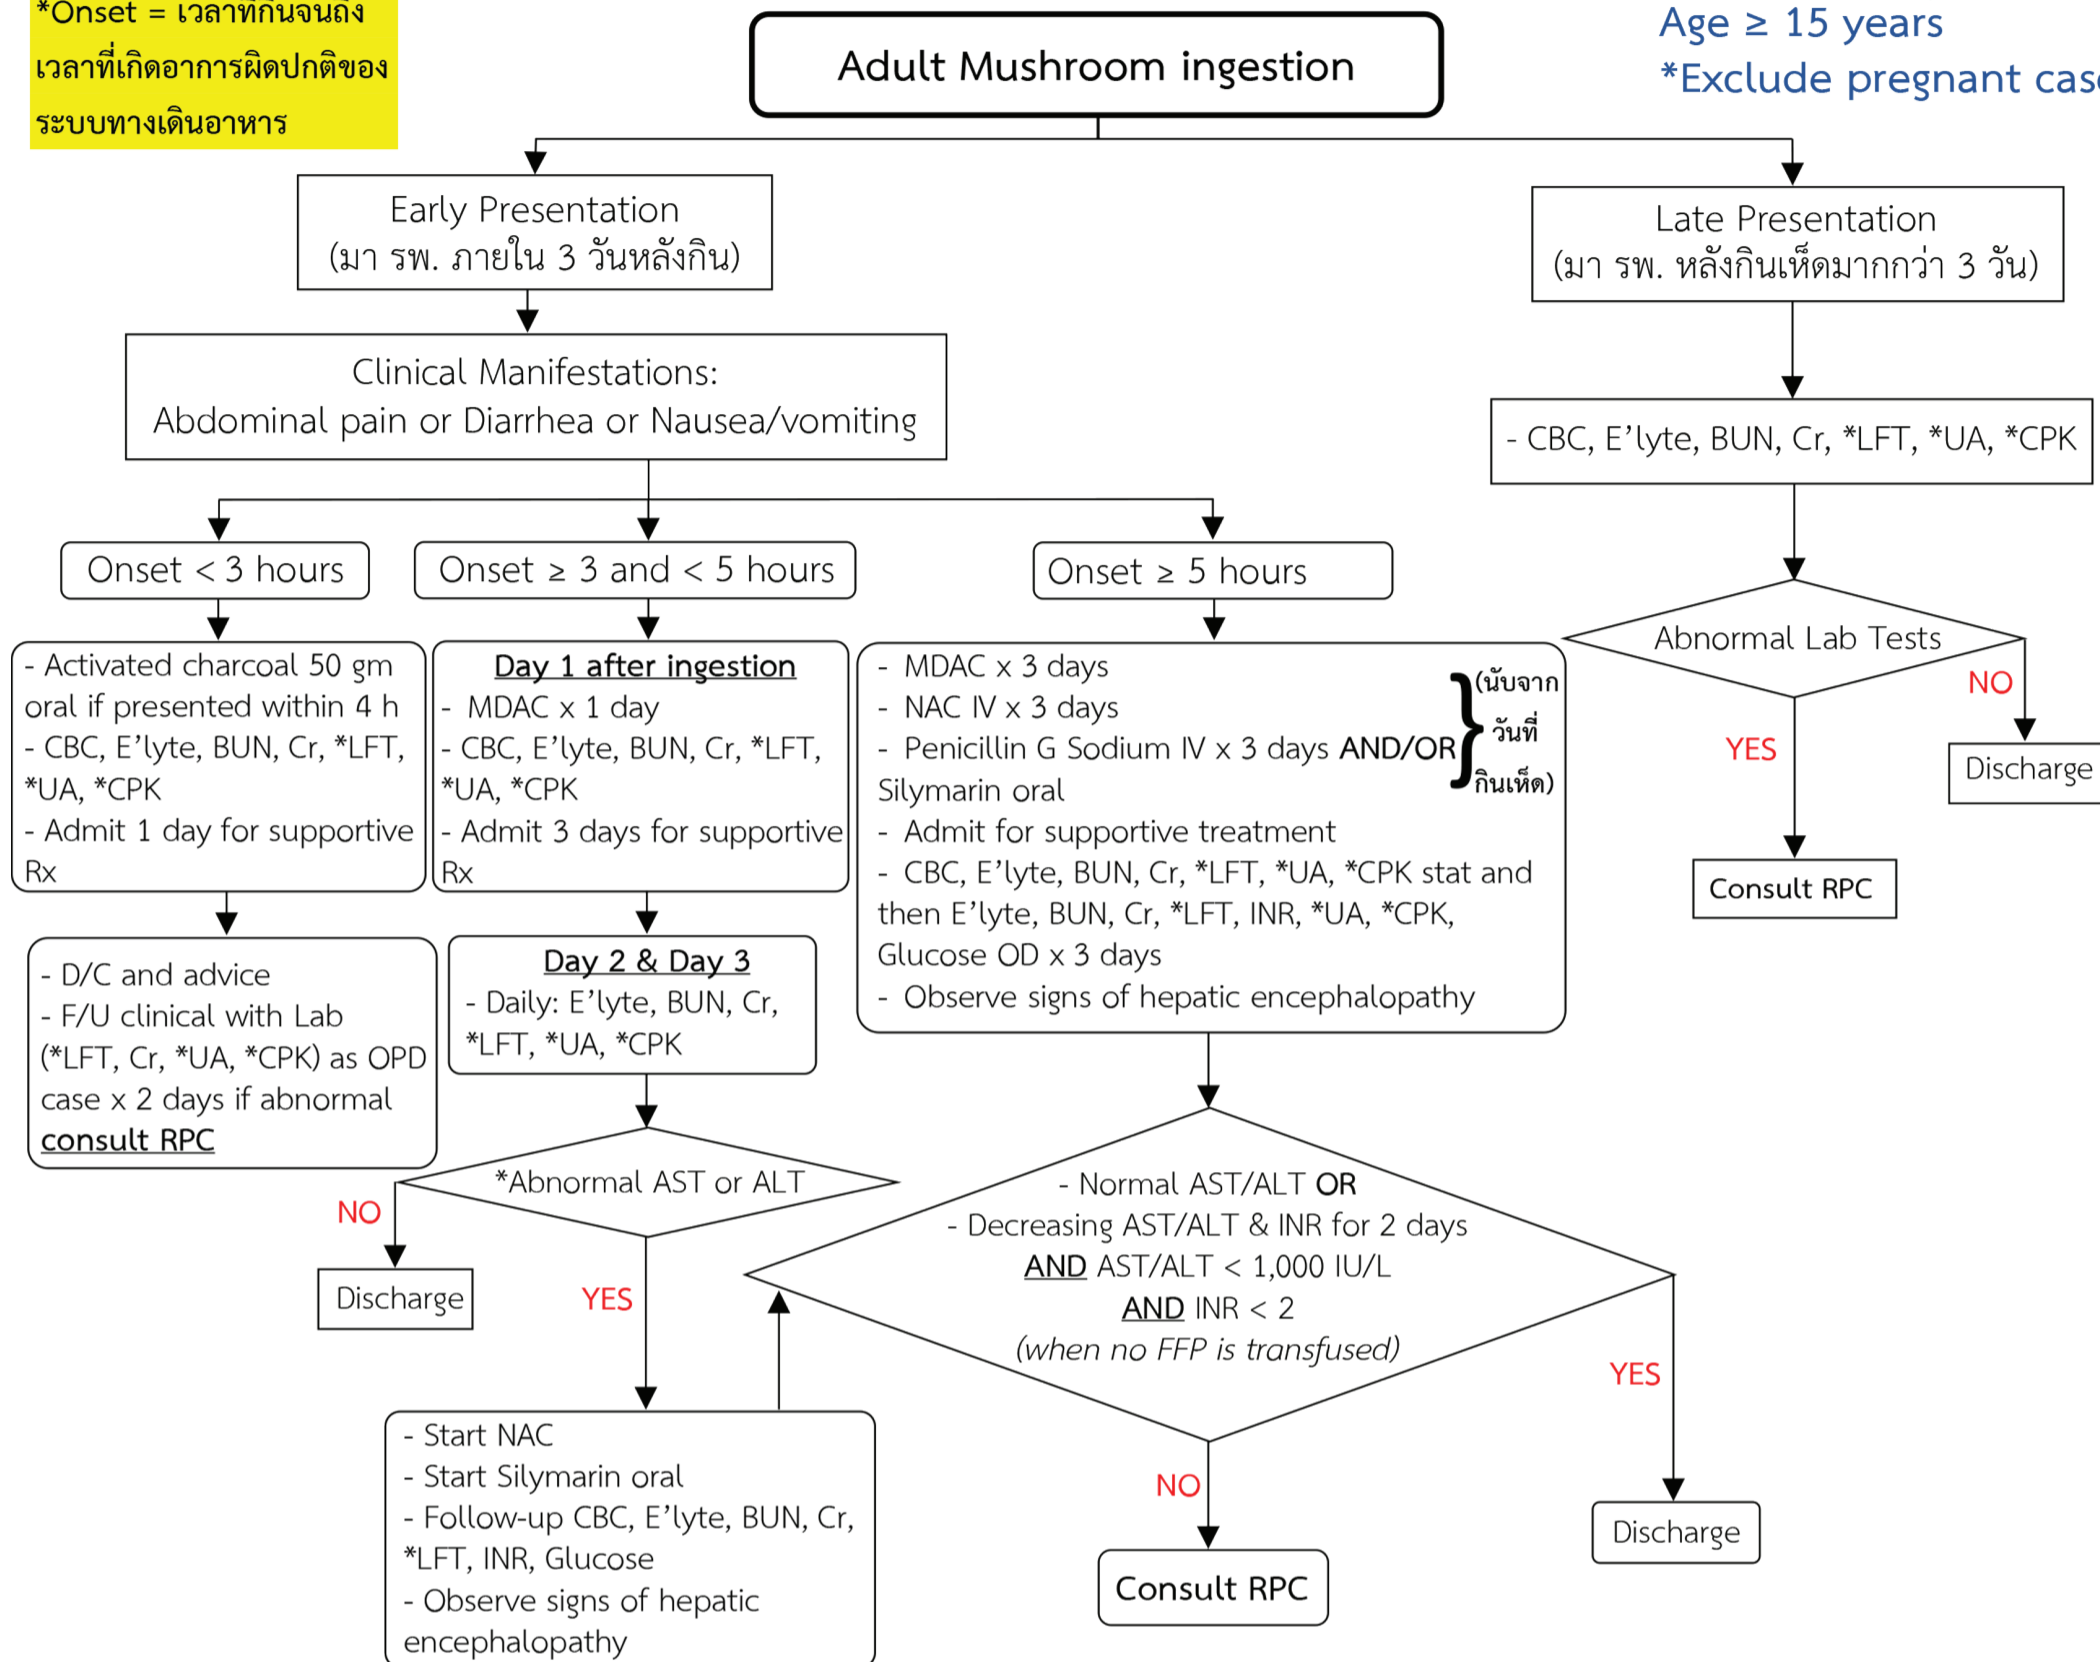 *Onset = เวลาที่กินจนถึง
เวลาที่เกิดอาการผิดปกติของ
ระบบทางเดินอาหาร
Adult Mushroom ingestion
Age ≥ 15 years
*Exclude pregnant
Early Presentation
(มา รพ. ภายใน 3 วันหลังกิน)
Late Presentation
(มา รพ. หลังกินเห็ดมากกว่า 3 วัน)
Clinical Manifestations:
Abdominal pain or Diarrhea or Nausea/vomiting
- CBC, E'lyte, BUN, Cr, *LFT, *UA, *CPK
Onset < 3 hours
Onset ≥ 3 and < 5 hours
Onset ≥ 5 hours
Abnormal Lab Tests
NO
YES
Discharge
Consult RPC
- Activated charcoal 50 gm
oral if presented within 4 h
- CBC, E'lyte, BUN, Cr, *LFT,
*UA, *CPK
- Admit 1 day for supportive
Rx
Day 1 after ingestion
- MDAC x 1 day
- CBC, E'lyte, BUN, Cr, *LFT,
*UA, *CPK
- Admit 3 days for supportive
Rx
- MDAC x 3 days
- NAC IV x 3 days
- Penicillin G Sodium IV x 3 days AND/OR
Silymarin oral
(นับจาก
วันที่
กินเห็ด)
- Admit for supportive treatment
- CBC, E'lyte, BUN, Cr, *LFT, *UA, *CPK stat and
then E'lyte, BUN, Cr, *LFT, INR, *UA, *CPK,
Glucose OD x 3 days
- Observe signs of hepatic encephalopathy
- D/C and advice
- F/U clinical with Lab
(*LFT, Cr, *UA, *CPK) as OPD
case x 2 days if abnormal
consult RPC
Day 2 & Day 3
- Daily: E'lyte, BUN, Cr,
*LFT, *UA, *CPK
*Abnormal AST or ALT
NO
Discharge
YES
- Start NAC
- Start Silymarin oral
- Follow-up CBC, E'lyte, BUN, Cr,
*LFT, INR, Glucose
- Observe signs of hepatic
encephalopathy
- Normal AST/ALT OR
- Decreasing AST/ALT & INR for 2 days
AND AST/ALT < 1,000 IU/L
AND INR < 2
(when no FFP is transfused)
YES
NO
Discharge
Consult RPC